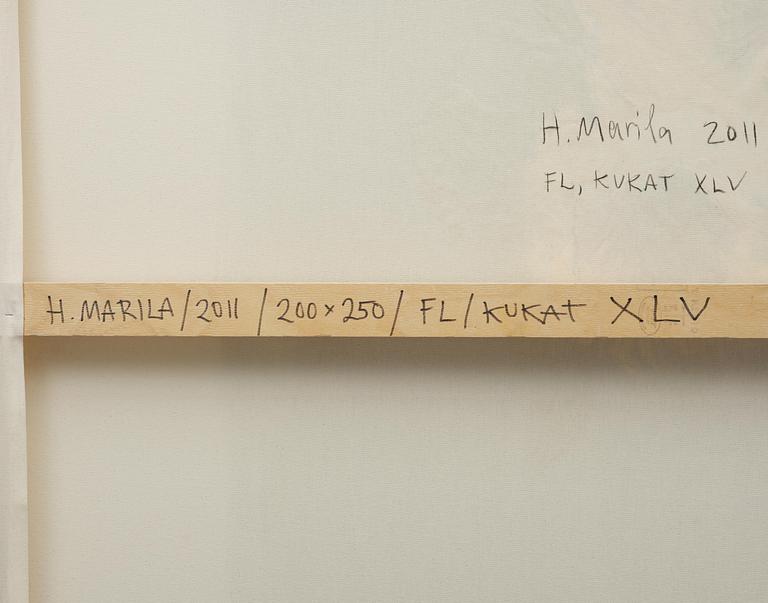 H. Marila 2011
FL, KUKAT XLV
H. MARILA / 2011 / 200 × 250 / FL / KUKAT XLV